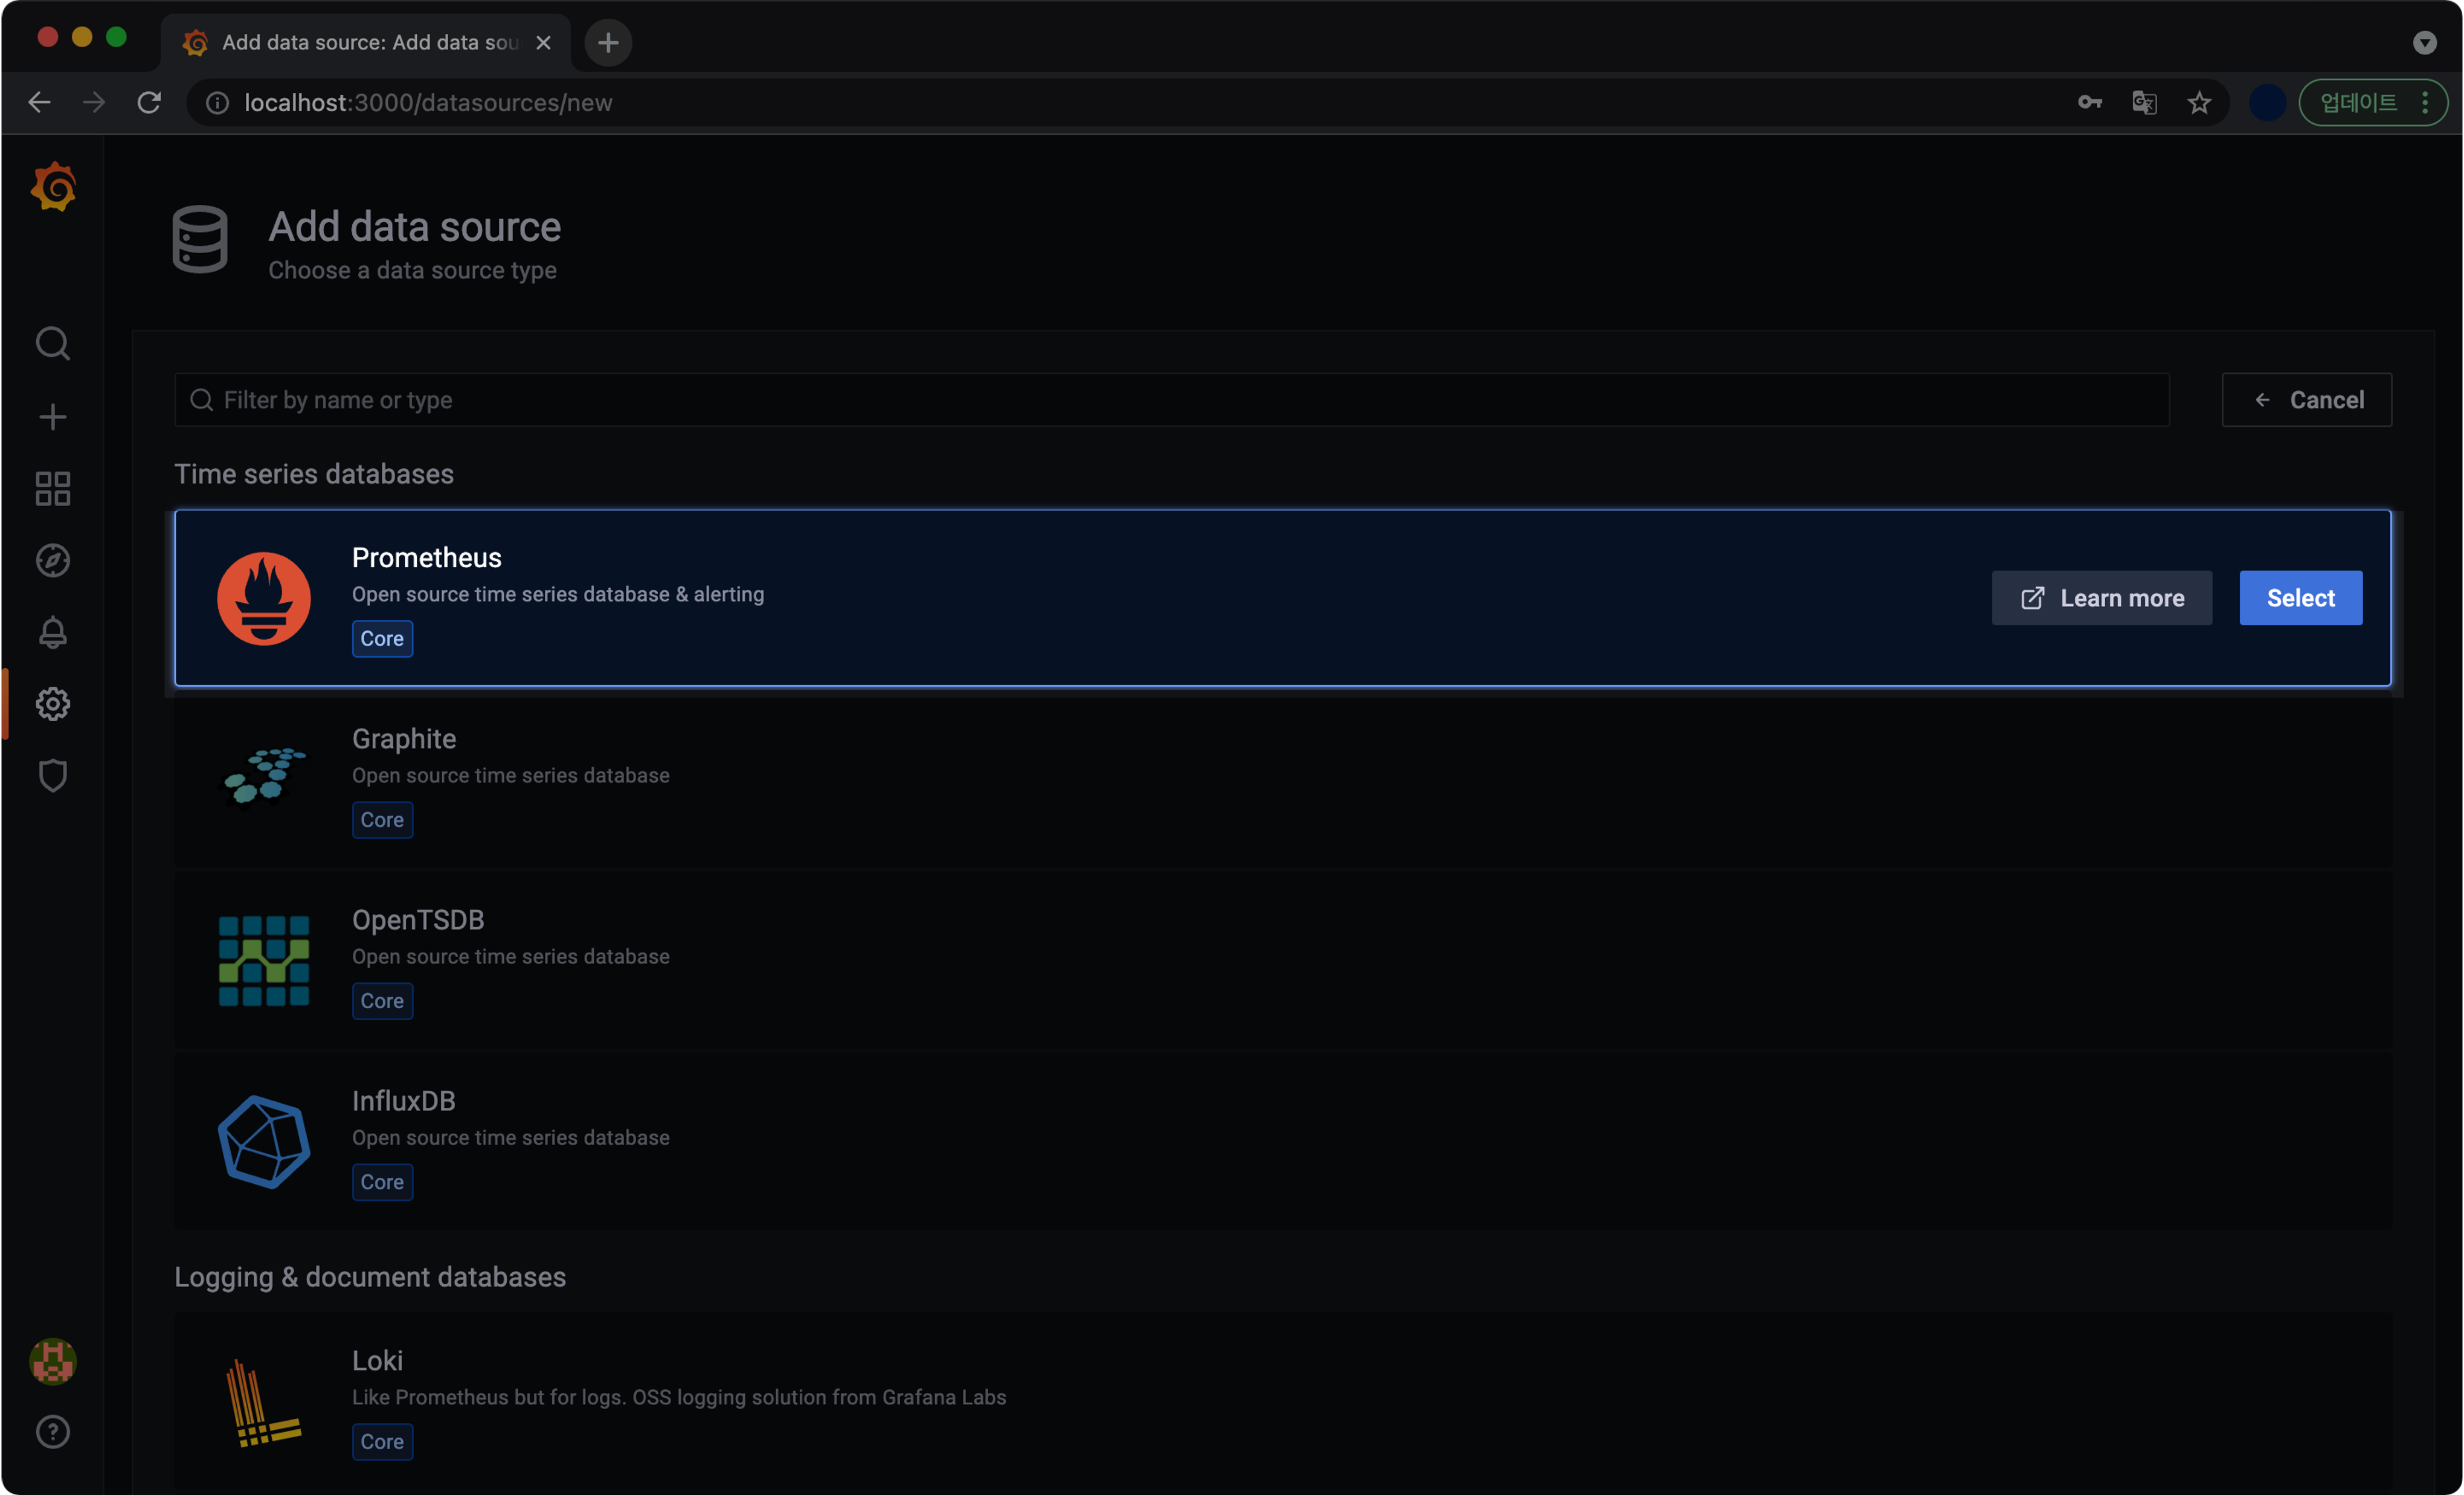 Add data source: Add data sou
localhost:3000/datasources/new
업데이트
Add data source
Choose a data source type
Filter by name or type
Cancel
Time series databases
Prometheus
Open source time series database & alerting
Core
Learn more
Select
Graphite
Open source time series database
Core
OpenTSDB
Open source time series database
Core
InfluxDB
Open source time series database
Core
Logging & document databases
Loki
Like Prometheus but for logs. OSS logging solution from Grafana Labs
Core